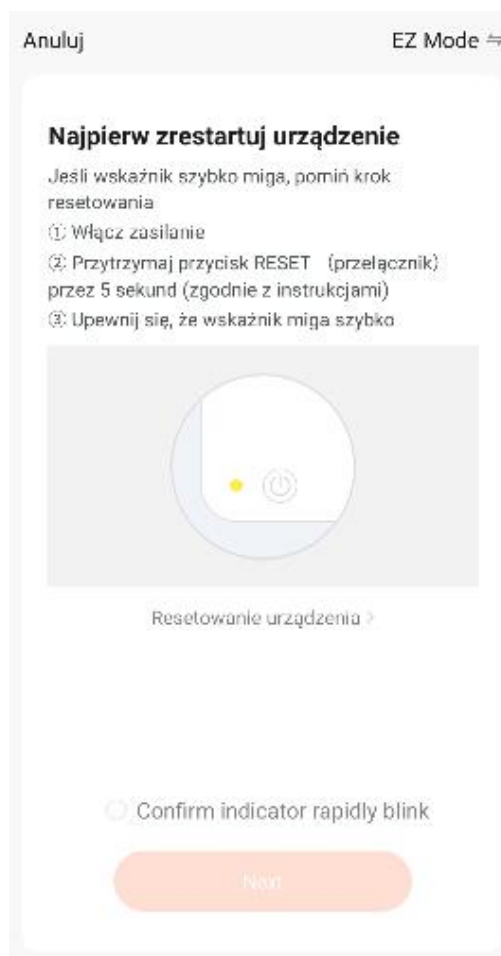 Anuluj
EZ Mode ⇋
Najpierw zrestartuj urządzenie
Jeśli wskaźnik szybko miga, pomiń krok
resetowania
① Włącz zasilanie
② Przytrzymaj przycisk RESET (przełącznik)
przez 5 sekund (zgodnie z instrukcjami)
③ Upewnij się, że wskaźnik miga szybko
Resetowanie urządzenia >
Confirm indicator rapidly blink
Next